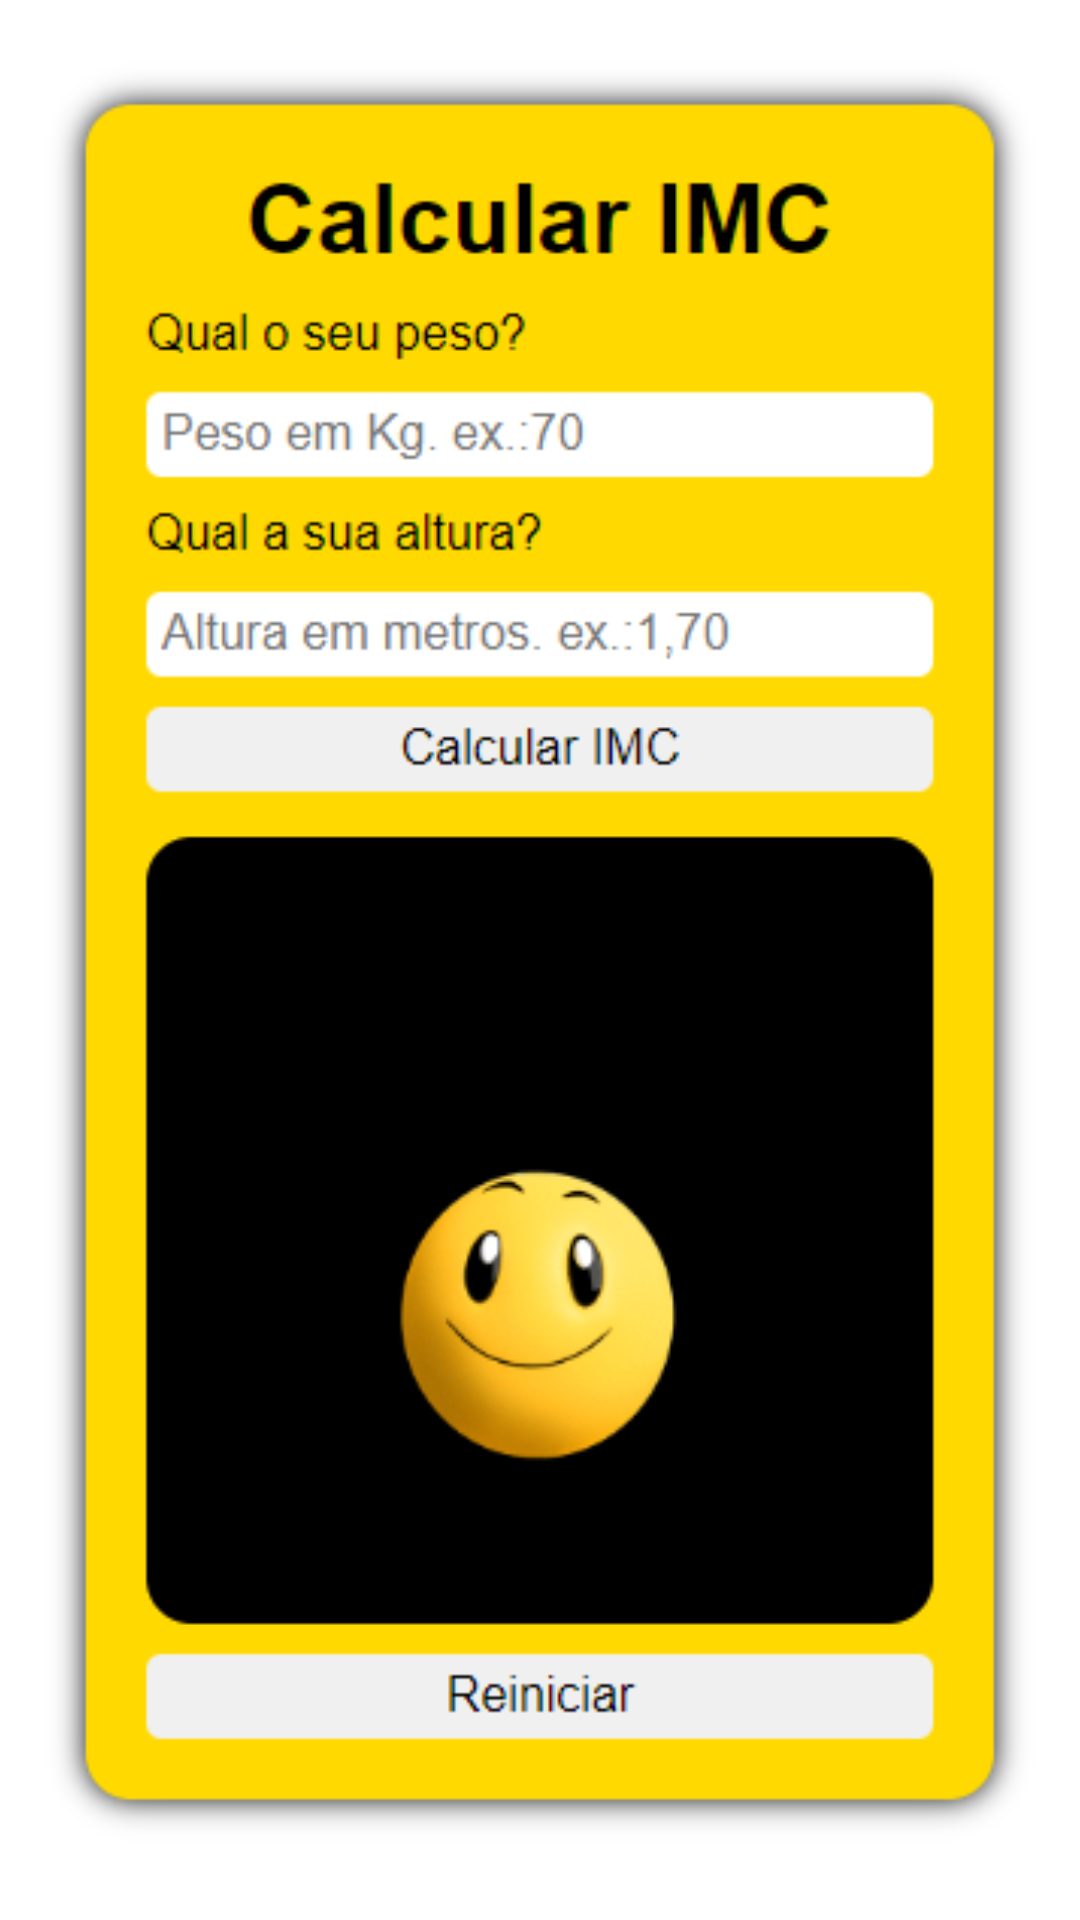 Calcular IMC
Qual o seu peso?
Peso em Kg. ex.:70
Qual a sua altura?
Altura em metros. ex.:1,70
Calcular IMC
Reiniciar